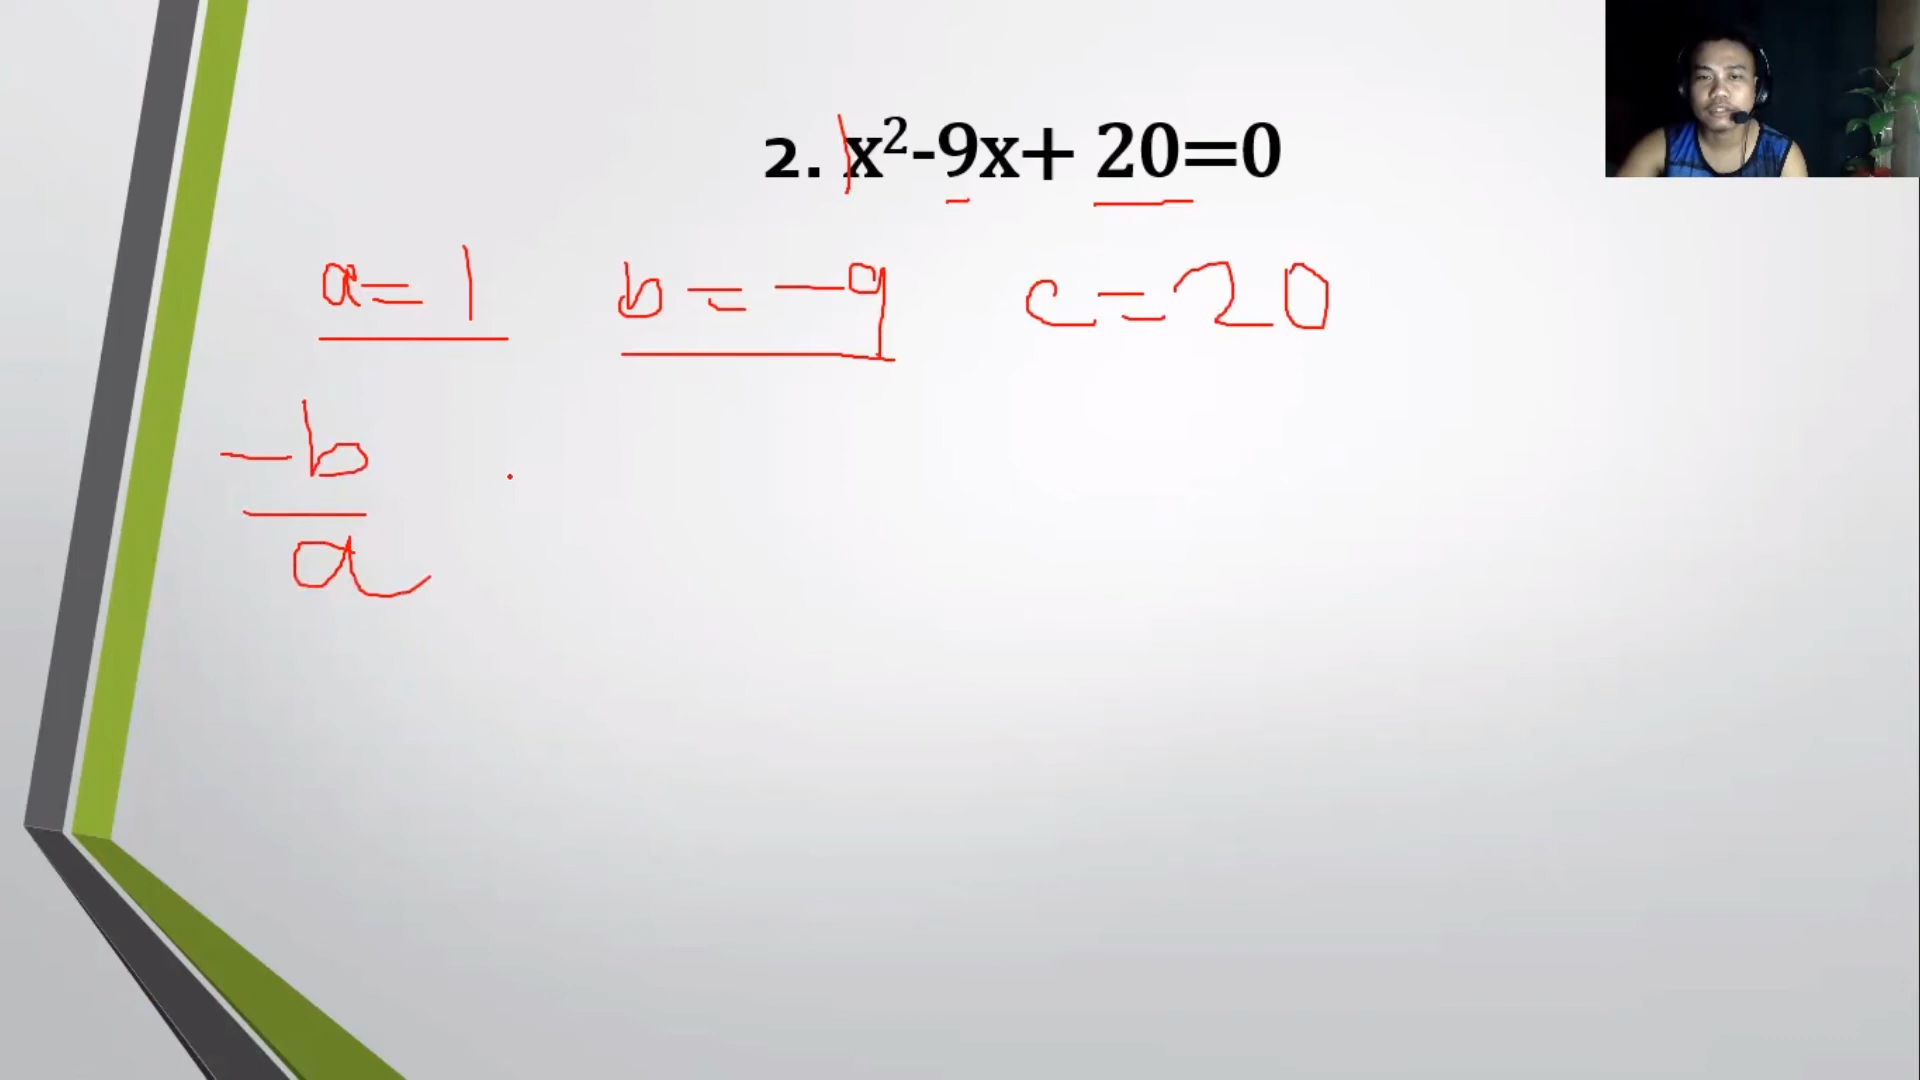 2. x²-9x+ 20=0
a = 1 b = -9 c = 20
-b
a